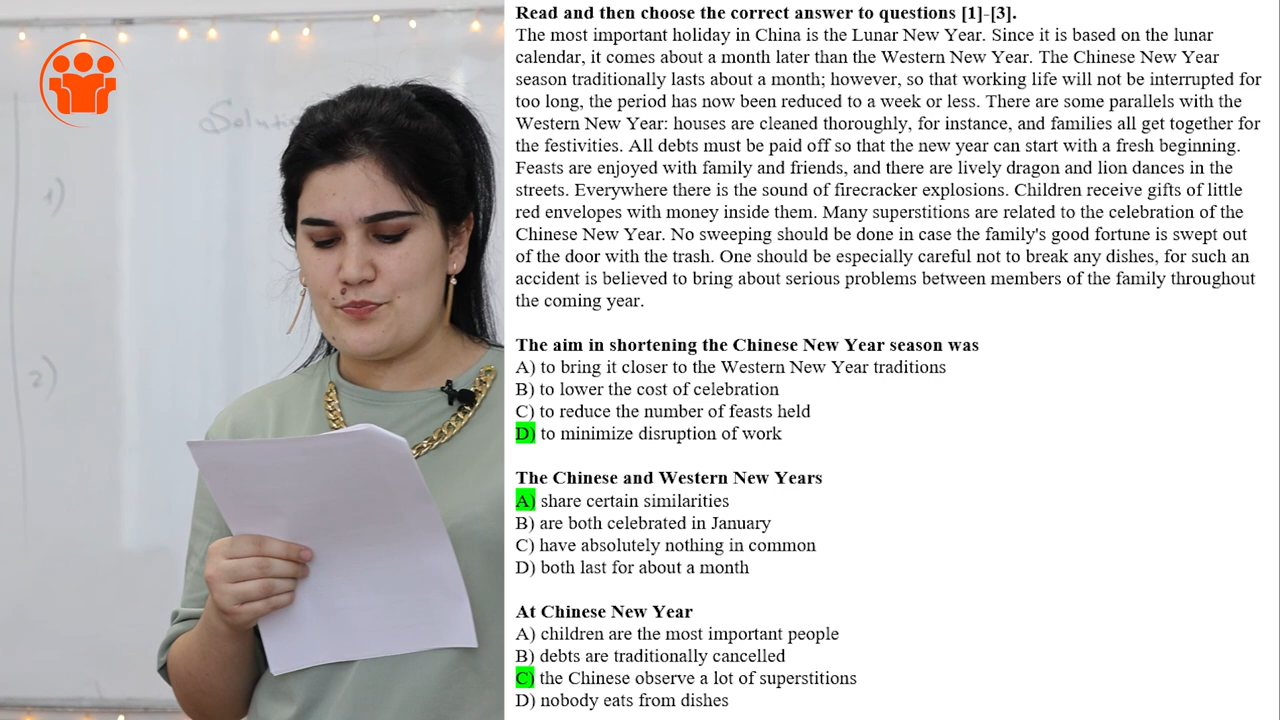 Soluti
1)
2)
Read and then choose the correct answer to questions [1]-[3].
The most important holiday in China is the Lunar New Year. Since it is based on the lunar
calendar, it comes about a month later than the Western New Year. The Chinese New Year
season traditionally lasts about a month; however, so that working life will not be interrupted for
too long, the period has now been reduced to a week or less. There are some parallels with the
Western New Year: houses are cleaned thoroughly, for instance, and families all get together for
the festivities. All debts must be paid off so that the new year can start with a fresh beginning.
Feasts are enjoyed with family and friends, and there are lively dragon and lion dances in the
streets. Everywhere there is the sound of firecracker explosions. Children receive gifts of little
red envelopes with money inside them. Many superstitions are related to the celebration of the
Chinese New Year. No sweeping should be done in case the family's good fortune is swept out
of the door with the trash. One should be especially careful not to break any dishes, for such an
accident is believed to bring about serious problems between members of the family throughout
the coming year.
The aim in shortening the Chinese New Year season was
A) to bring it closer to the Western New Year traditions
B) to lower the cost of celebration
C) to reduce the number of feasts held
D) to minimize disruption of work
The Chinese and Western New Years
A) share certain similarities
B) are both celebrated in January
C) have absolutely nothing in common
D) both last for about a month
At Chinese New Year
A) children are the most important people
B) debts are traditionally cancelled
C) the Chinese observe a lot of superstitions
D) nobody eats from dishes